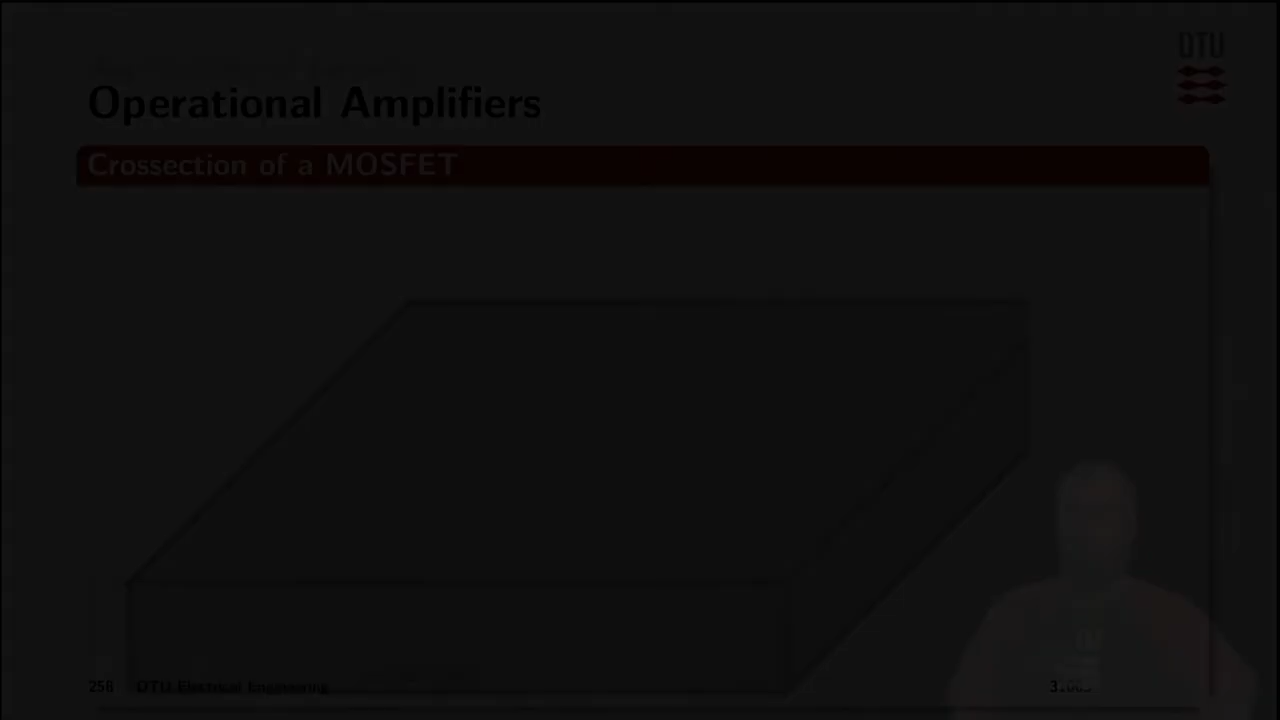 DTU
Operational Amplifiers
Crossection of a MOSFET
258 DTU Electrical Engineering